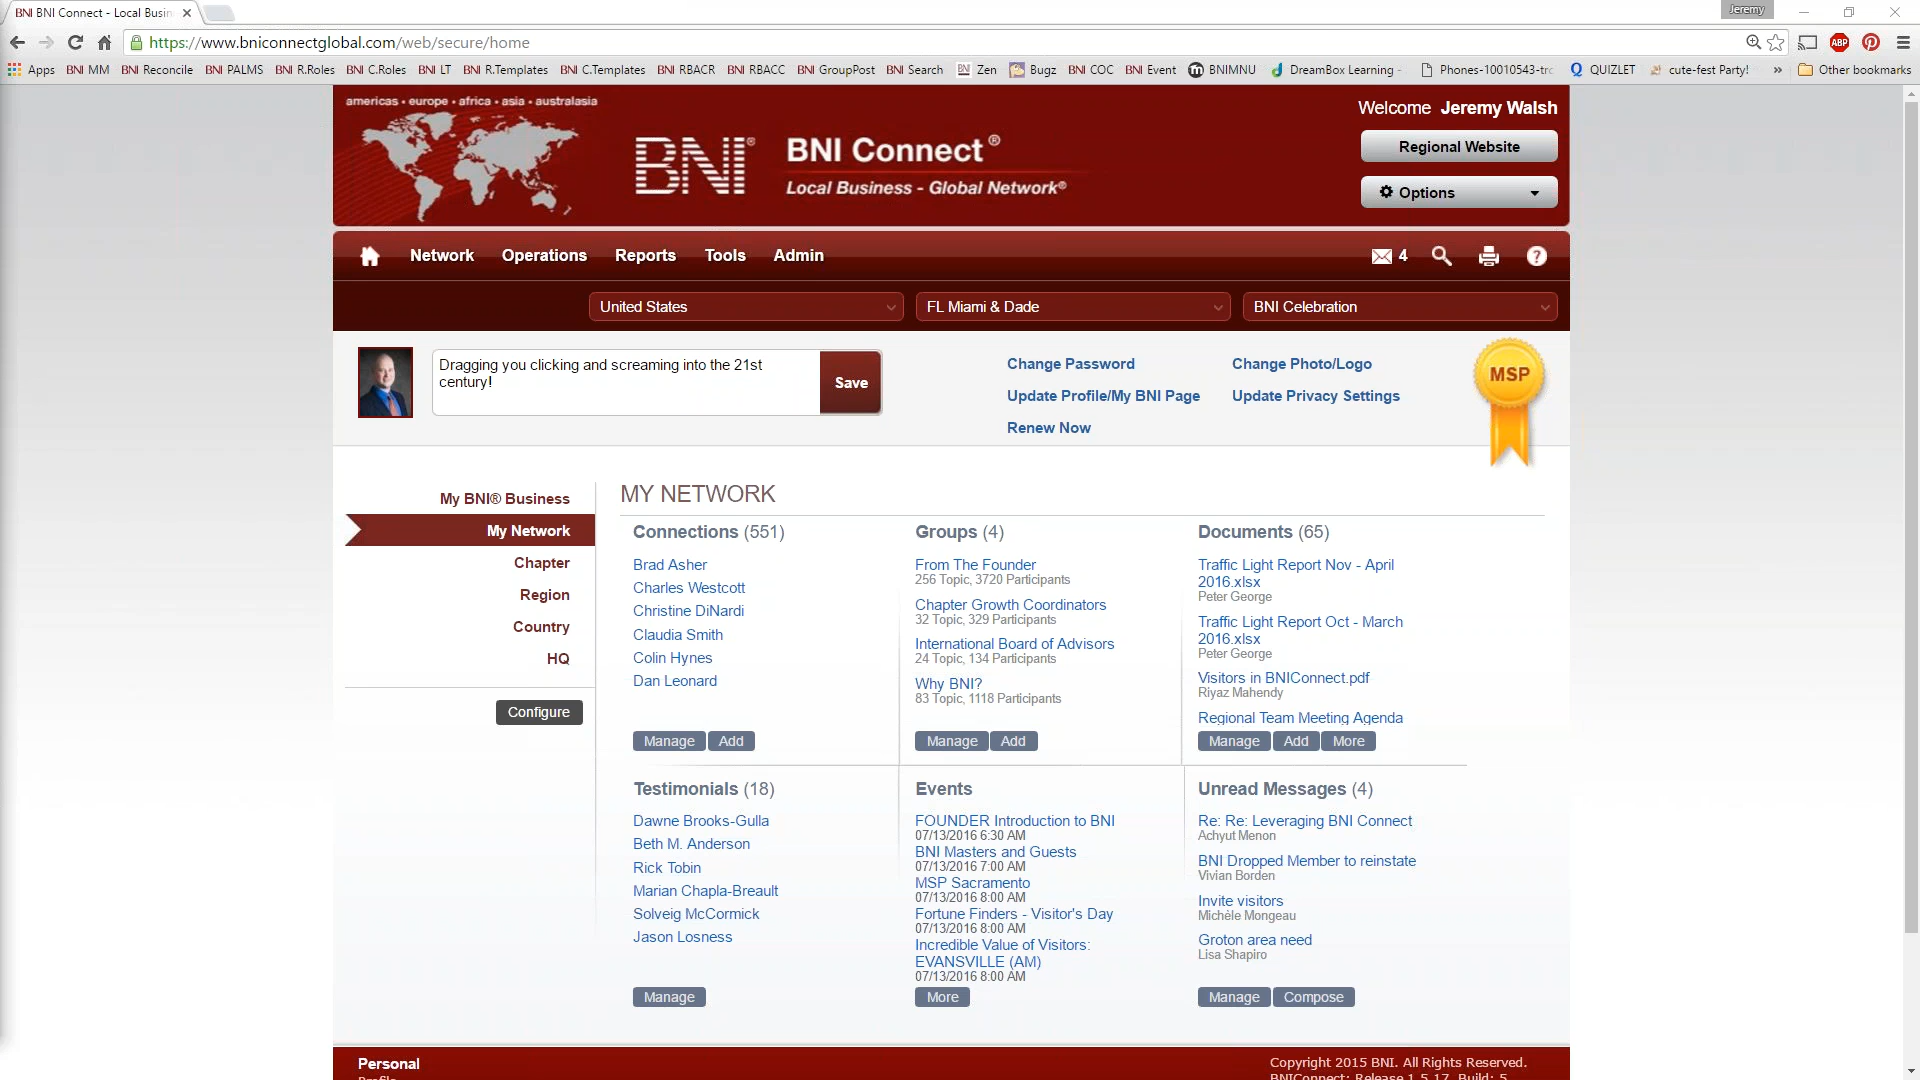 BNI BNI Connect - Local Busin
Jeremy
https://www.bniconnectglobal.com/web/secure/home
Apps BNI MM BNI Reconcile BNI PALMS BNI R.Roles BNI C.Roles BNI LT BNI R.Templates BNI C.Templates BNI RBACR BNI RBACC BNI GroupPost BNI Search BNI Zen Bugz BNI COC BNI Event BNIMNU DreamBox Learning - Phones-10010543-trc QUIZLET cute-fest Party! » Other bookmarks
ABP
americas • europe • africa • asia • australasia
BNI®
BNI Connect®
Local Business - Global Network®
Welcome Jeremy Walsh
Regional Website
Options
Network Operations Reports Tools Admin
4
?
United States FL Miami & Dade BNI Celebration
Dragging you clicking and screaming into the 21st
century!
Save
Change Password Change Photo/Logo
Update Profile/My BNI Page Update Privacy Settings
Renew Now
MSP
My BNI® Business
My Network
Chapter
Region
Country
HQ
Configure
MY NETWORK
Connections (551)
Brad Asher
Charles Westcott
Christine DiNardi
Claudia Smith
Colin Hynes
Dan Leonard
Manage Add
Groups (4)
From The Founder
256 Topic, 3720 Participants
Chapter Growth Coordinators
32 Topic, 329 Participants
International Board of Advisors
24 Topic, 134 Participants
Why BNI?
83 Topic, 1118 Participants
Manage Add
Documents (65)
Traffic Light Report Nov - April
2016.xlsx
Peter George
Traffic Light Report Oct - March
2016.xlsx
Peter George
Visitors in BNIConnect.pdf
Riyaz Mahendy
Regional Team Meeting Agenda
Manage Add More
Testimonials (18)
Dawne Brooks-Gulla
Beth M. Anderson
Rick Tobin
Marian Chapla-Breault
Solveig McCormick
Jason Losness
Manage
Events
FOUNDER Introduction to BNI
07/13/2016 6:30 AM
BNI Masters and Guests
07/13/2016 7:00 AM
MSP Sacramento
07/13/2016 8:00 AM
Fortune Finders - Visitor's Day
07/13/2016 8:00 AM
Incredible Value of Visitors:
EVANSVILLE (AM)
07/13/2016 8:00 AM
More
Unread Messages (4)
Re: Re: Leveraging BNI Connect
Achyut Menon
BNI Dropped Member to reinstate
Vivian Borden
Invite visitors
Michèle Mongeau
Groton area need
Lisa Shapiro
Manage Compose
Personal
Profile
Copyright 2015 BNI. All Rights Reserved.
BNIConnect: Release 1.5.17, Build: 5